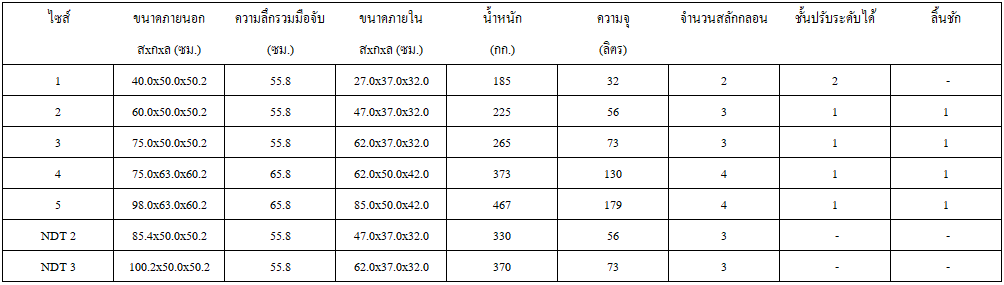 ไซส์ ขนาดภายนอก ความลึกรวมมือจับ ขนาดภายใน น้ำหนัก ความจุ จำนวนสลักกลอน ชั้นปรับระดับได้ ลิ้นชัก
สxกxล (ซม.) (ซม.) สxกxล (ซม.) (กก.) (ลิตร)
1 40.0x50.0x50.2 55.8 27.0x37.0x32.0 185 32 2 2 -
2 60.0x50.0x50.2 55.8 47.0x37.0x32.0 225 56 3 1 1
3 75.0x50.0x50.2 55.8 62.0x37.0x32.0 265 73 3 1 1
4 75.0x63.0x60.2 65.8 62.0x50.0x42.0 373 130 4 1 1
5 98.0x63.0x60.2 65.8 85.0x50.0x42.0 467 179 4 1 1
NDT 2 85.4x50.0x50.2 55.8 47.0x37.0x32.0 330 56 3 - -
NDT 3 100.2x50.0x50.2 55.8 62.0x37.0x32.0 370 73 3 - -